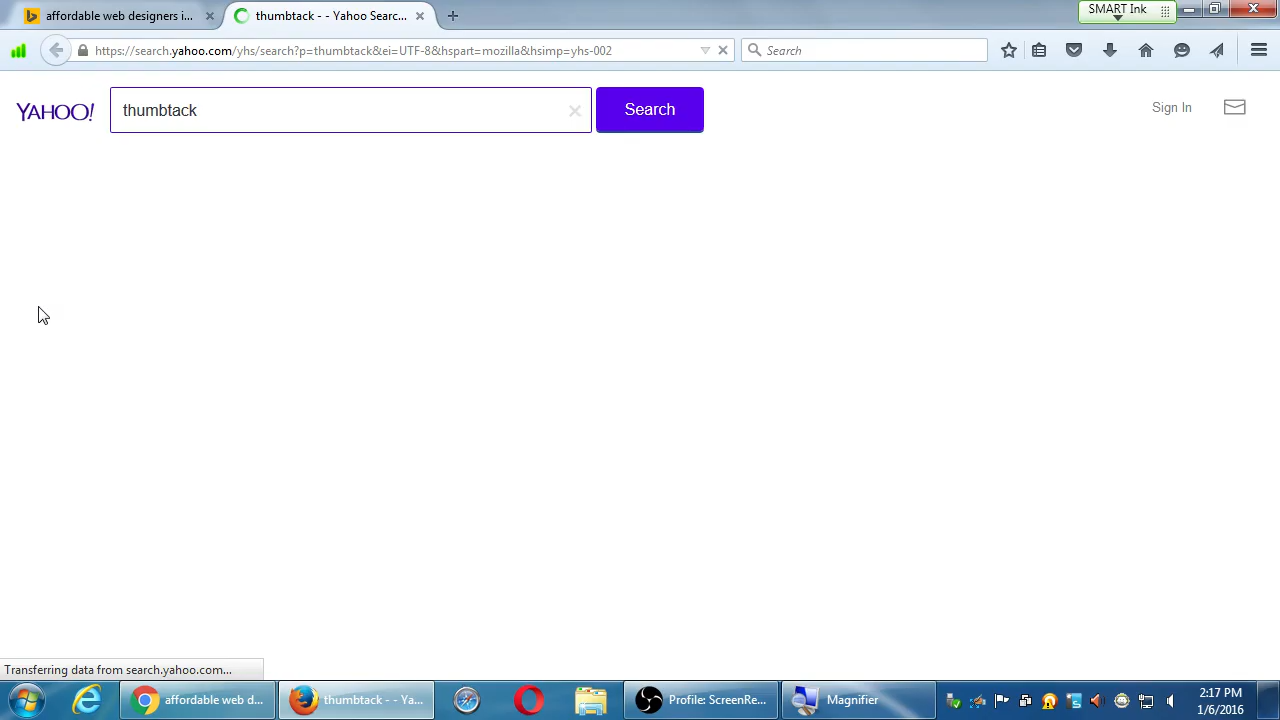 affordable web designers i...
thumbtack - - Yahoo Search...
SMART Ink
https://search.yahoo.com/yhs/search?p=thumbtack&ei=UTF-8&hspart=mozilla&hsimp=yhs-002
Search
YAHOO!
thumbtack
Search
Sign In
Transferring data from search.yahoo.com...
affordable web d...
thumbtack - - Ya...
Profile: ScreenRe...
Magnifier
2:17 PM
1/6/2016